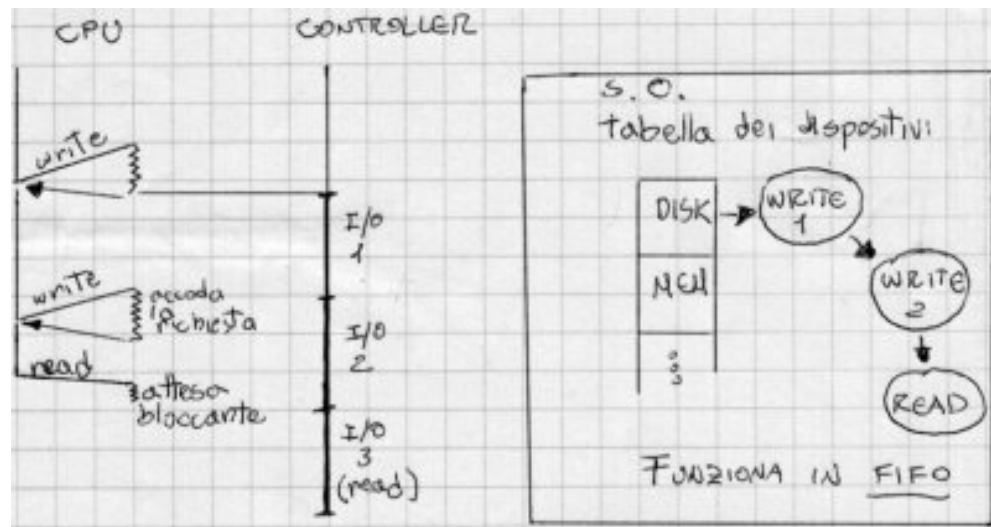 CPU
CONTROLLER
write
I/O
1
write
accoda
richiesta
I/O
2
read
attesa
bloccante
I/O
3
(read)
S.O.
tabella dei dispositivi
DISK
WRITE
1
MEM
WRITE
2
READ
FUNZIONA IN FIFO